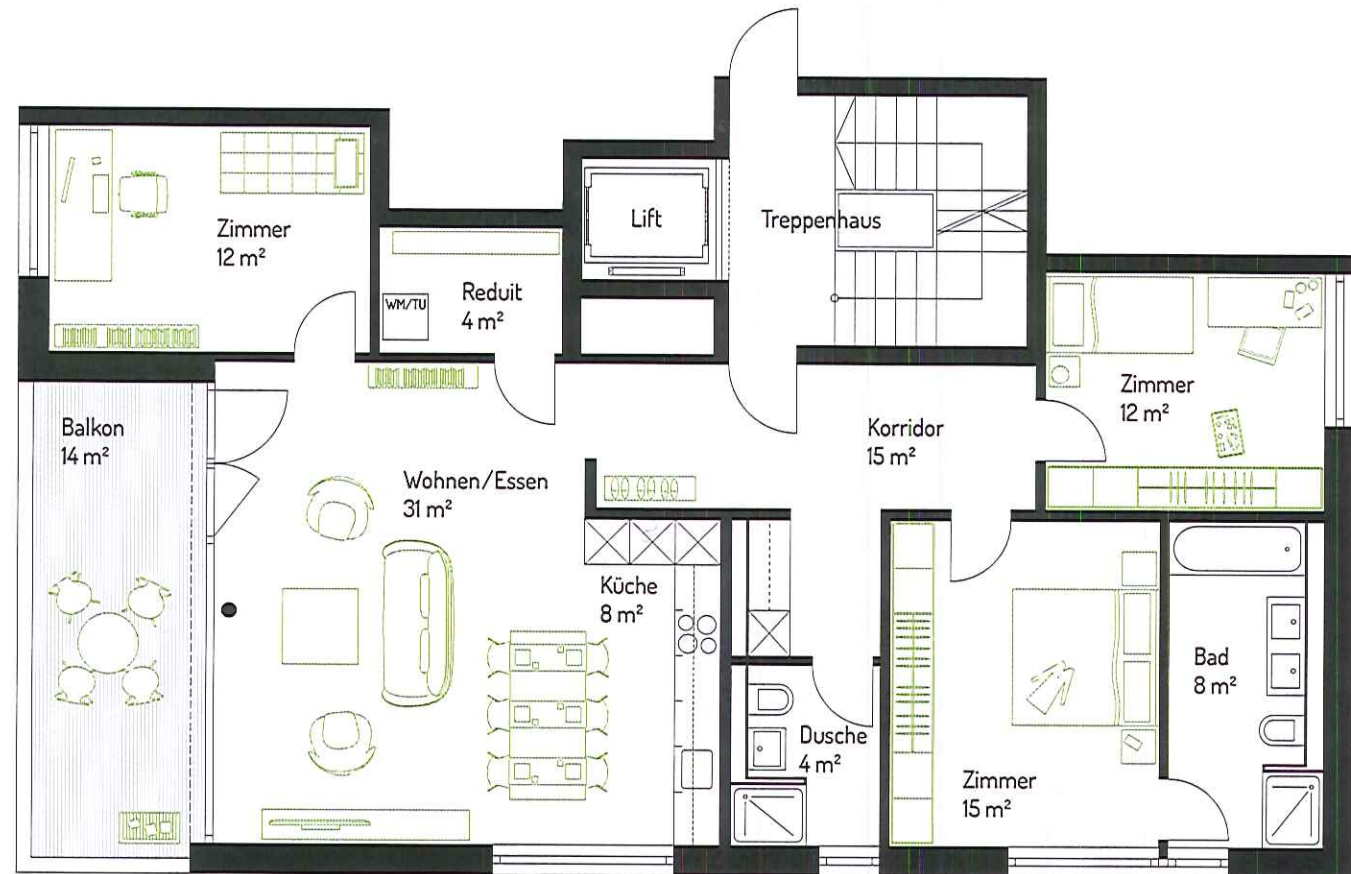 Lift
Treppenhaus
Zimmer
12 m²
WM/TU
Reduit
4 m²
Zimmer
12 m²
Balkon
14 m²
Korridor
15 m²
Wohnen/Essen
31 m²
Küche
8 m²
Bad
8 m²
Dusche
4 m²
Zimmer
15 m²